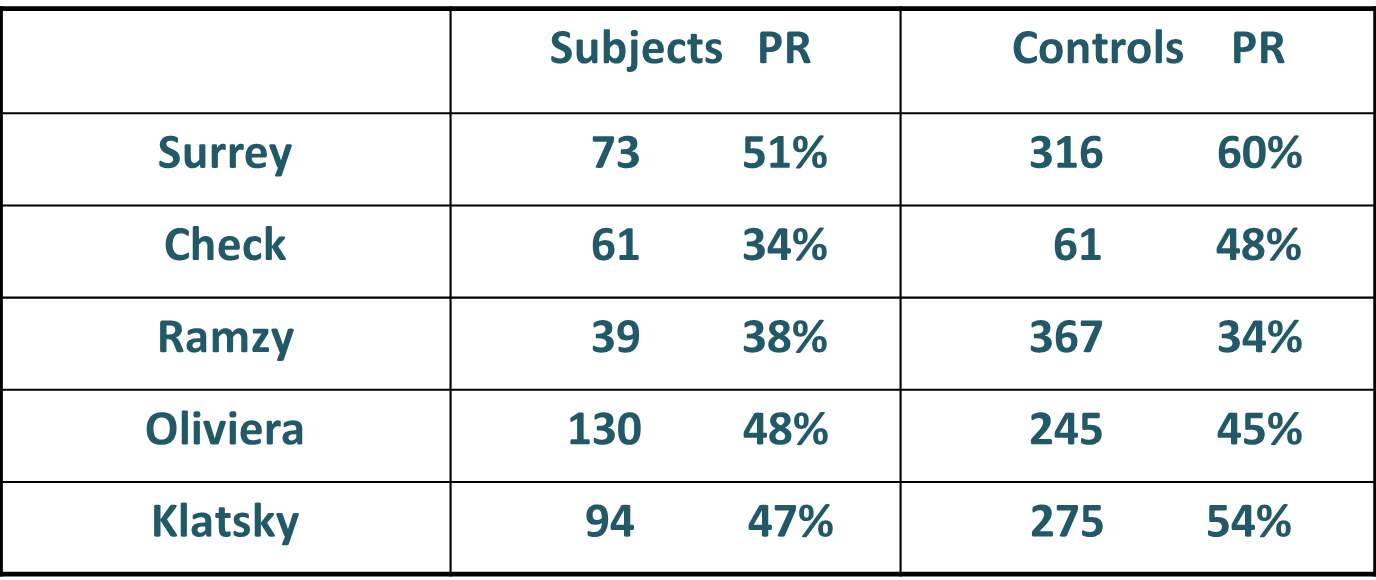 Subjects PR Controls PR
Surrey 73 51% 316 60%
Check 61 34% 61 48%
Ramzy 39 38% 367 34%
Oliviera 130 48% 245 45%
Klatsky 94 47% 275 54%